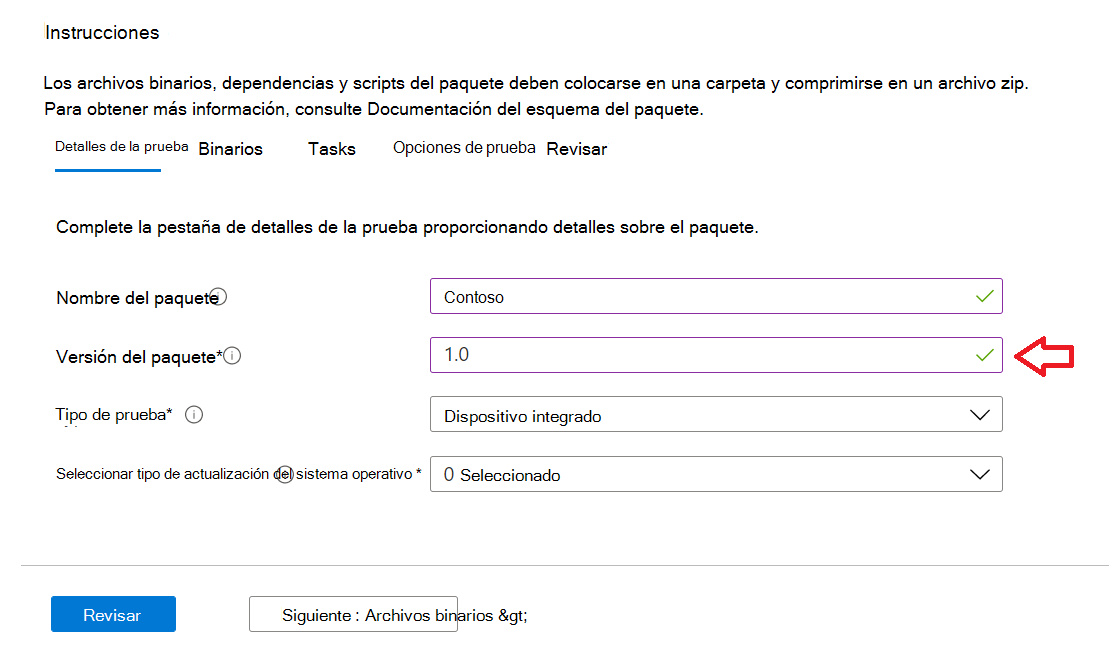 Instrucciones
Los archivos binarios, dependencias y scripts del paquete deben colocarse en una carpeta y comprimirse en un archivo zip.
Para obtener más información, consulte Documentación del esquema del paquete.
Detalles de la prueba Binarios Tasks Opciones de prueba Revisar
Complete la pestaña de detalles de la prueba proporcionando detalles sobre el paquete.
Nombre del paquete Contoso
Versión del paquete* 1.0
Tipo de prueba* Dispositivo integrado
Seleccionar tipo de actualización del sistema operativo * 0 Seleccionado
Revisar Siguiente : Archivos binarios &gt;